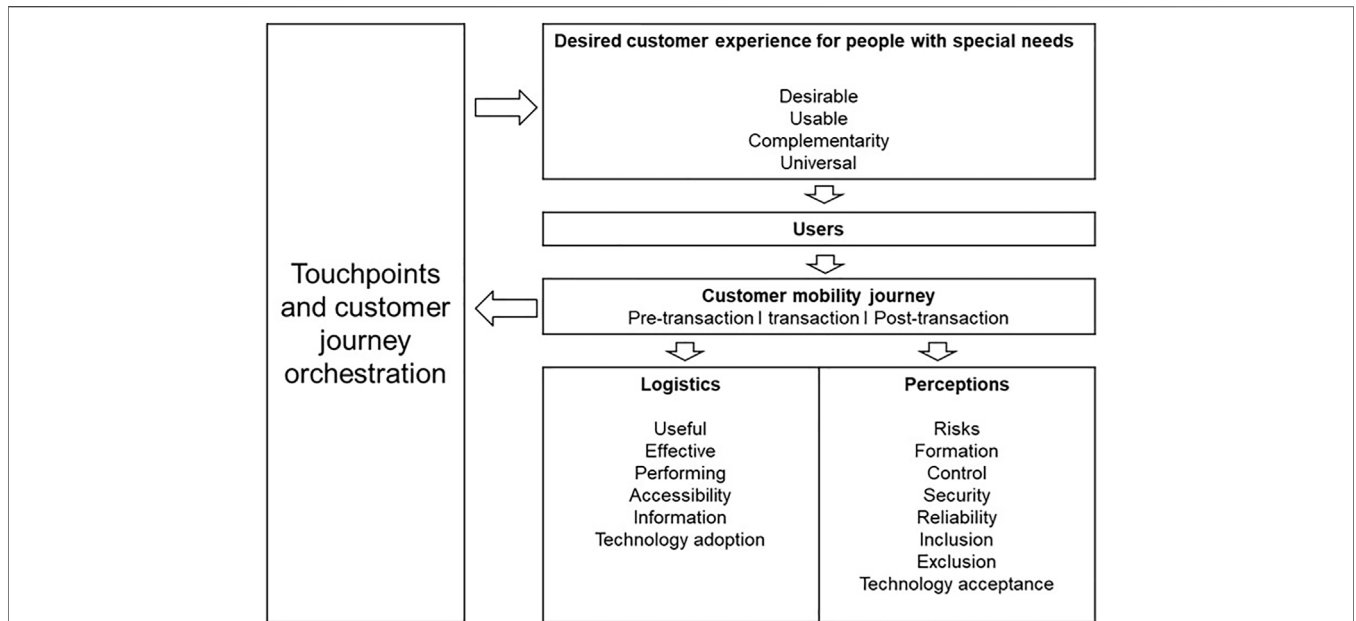 Touchpoints
and customer
journey
orchestration
Desired customer experience for people with special needs
Desirable
Usable
Complementarity
Universal
Users
Customer mobility journey
Pre-transaction I transaction I Post-transaction
Logistics
Useful
Effective
Performing
Accessibility
Information
Technology adoption
Perceptions
Risks
Formation
Control
Security
Reliability
Inclusion
Exclusion
Technology acceptance